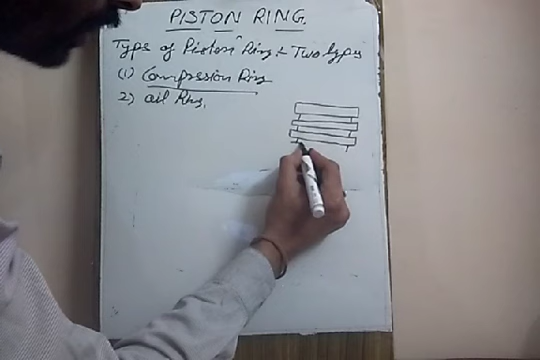 PISTON RING.
Type of Piston Ring :- Two types
(1) Compression Ring
2) oil Ring.